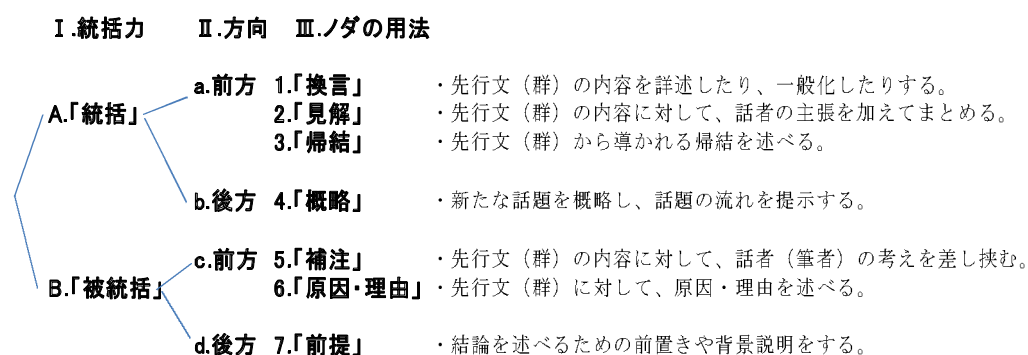 Ⅰ.統括力 Ⅱ.方向 Ⅲ.ノダの用法
a.前方 1.「換言」 ・先行文（群）の内容を詳述したり、一般化したりする。
A.「統括」 2.「見解」 ・先行文（群）の内容に対して、話者の主張を加えてまとめる。
3.「帰結」 ・先行文（群）から導かれる帰結を述べる。
b.後方 4.「概略」 ・新たな話題を概略し、話題の流れを提示する。
c.前方 5.「補注」 ・先行文（群）の内容に対して、話者（筆者）の考えを差し挟む。
B.「被統括」 6.「原因・理由」 ・先行文（群）に対して、原因・理由を述べる。
d.後方 7.「前提」 ・結論を述べるための前置きや背景説明をする。